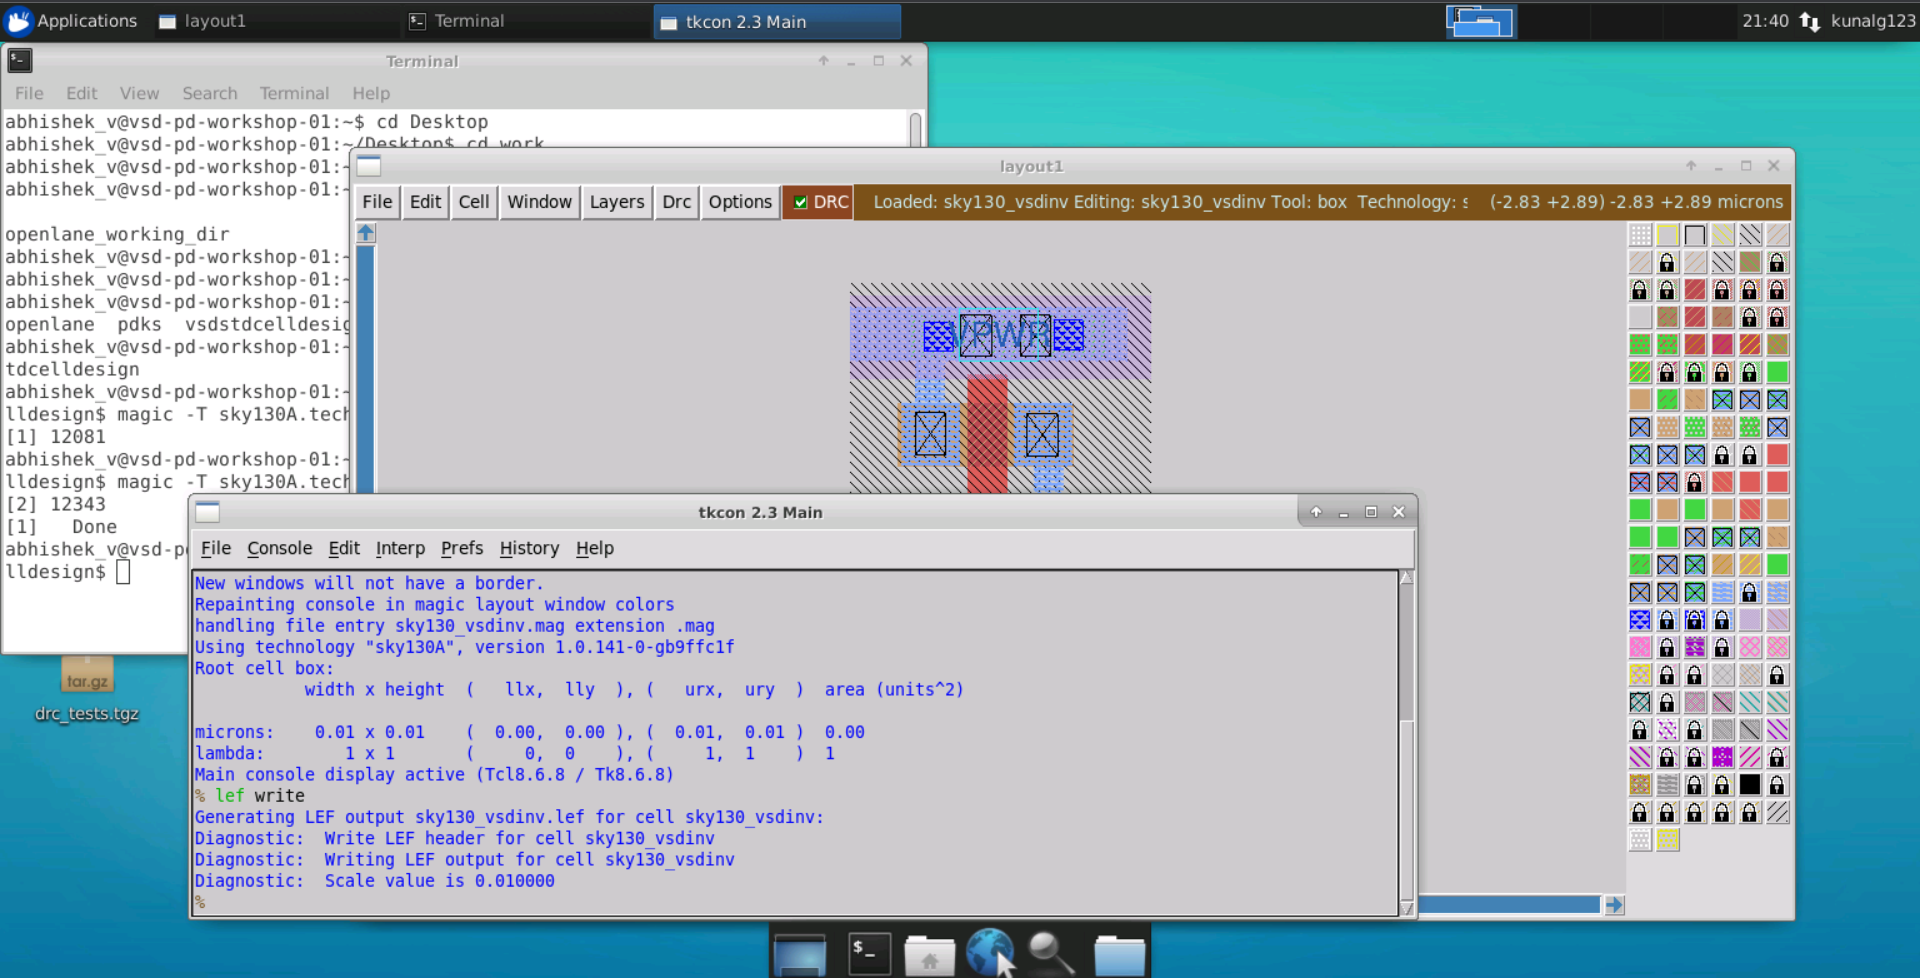 Applications
layout1
Terminal
tkcon 2.3 Main
21:40
kunalg123
Terminal
File Edit View Search Terminal Help
abhishek_v@vsd-pd-workshop-01:~$ cd Desktop
abhishek_v@vsd-pd-workshop-01:~/Desktop$ cd work
abhishek_v@vsd-pd-workshop-01:~
abhishek_v@vsd-pd-workshop-01:~
openlane_working_dir
abhishek_v@vsd-pd-workshop-01:~
abhishek_v@vsd-pd-workshop-01:~
abhishek_v@vsd-pd-workshop-01:~
openlane pdks vsdstdcelldesig
abhishek_v@vsd-pd-workshop-01:~
tdcelldesign
abhishek_v@vsd-pd-workshop-01:~
lldesign$ magic -T sky130A.tech
[1] 12081
abhishek_v@vsd-pd-workshop-01:~
lldesign$ magic -T sky130A.tech
[2] 12343
[1] Done
abhishek_v@vsd-p
lldesign$
layout1
File Edit Cell Window Layers Drc Options DRC
Loaded: sky130_vsdinv Editing: sky130_vsdinv Tool: box Technology: s (-2.83 +2.89) -2.83 +2.89 microns
VPWR
tkcon 2.3 Main
File Console Edit Interp Prefs History Help
New windows will not have a border.
Repainting console in magic layout window colors
handling file entry sky130_vsdinv.mag extension .mag
Using technology "sky130A", version 1.0.141-0-gb9ffc1f
Root cell box:
width x height ( llx, lly ), ( urx, ury ) area (units^2)
microns: 0.01 x 0.01 ( 0.00, 0.00 ), ( 0.01, 0.01 ) 0.00
lambda: 1 x 1 ( 0, 0 ), ( 1, 1 ) 1
Main console display active (Tcl8.6.8 / Tk8.6.8)
% lef write
Generating LEF output sky130_vsdinv.lef for cell sky130_vsdinv:
Diagnostic: Write LEF header for cell sky130_vsdinv
Diagnostic: Writing LEF output for cell sky130_vsdinv
Diagnostic: Scale value is 0.010000
%
tar.gz
drc_tests.tgz
$_